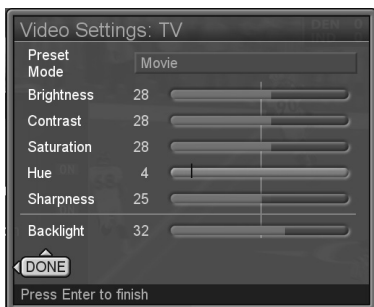 Video Settings: TV
Preset Mode Movie
Brightness 28
Contrast 28
Saturation 28
Hue 4
Sharpness 25
Backlight 32
DONE
Press Enter to finish